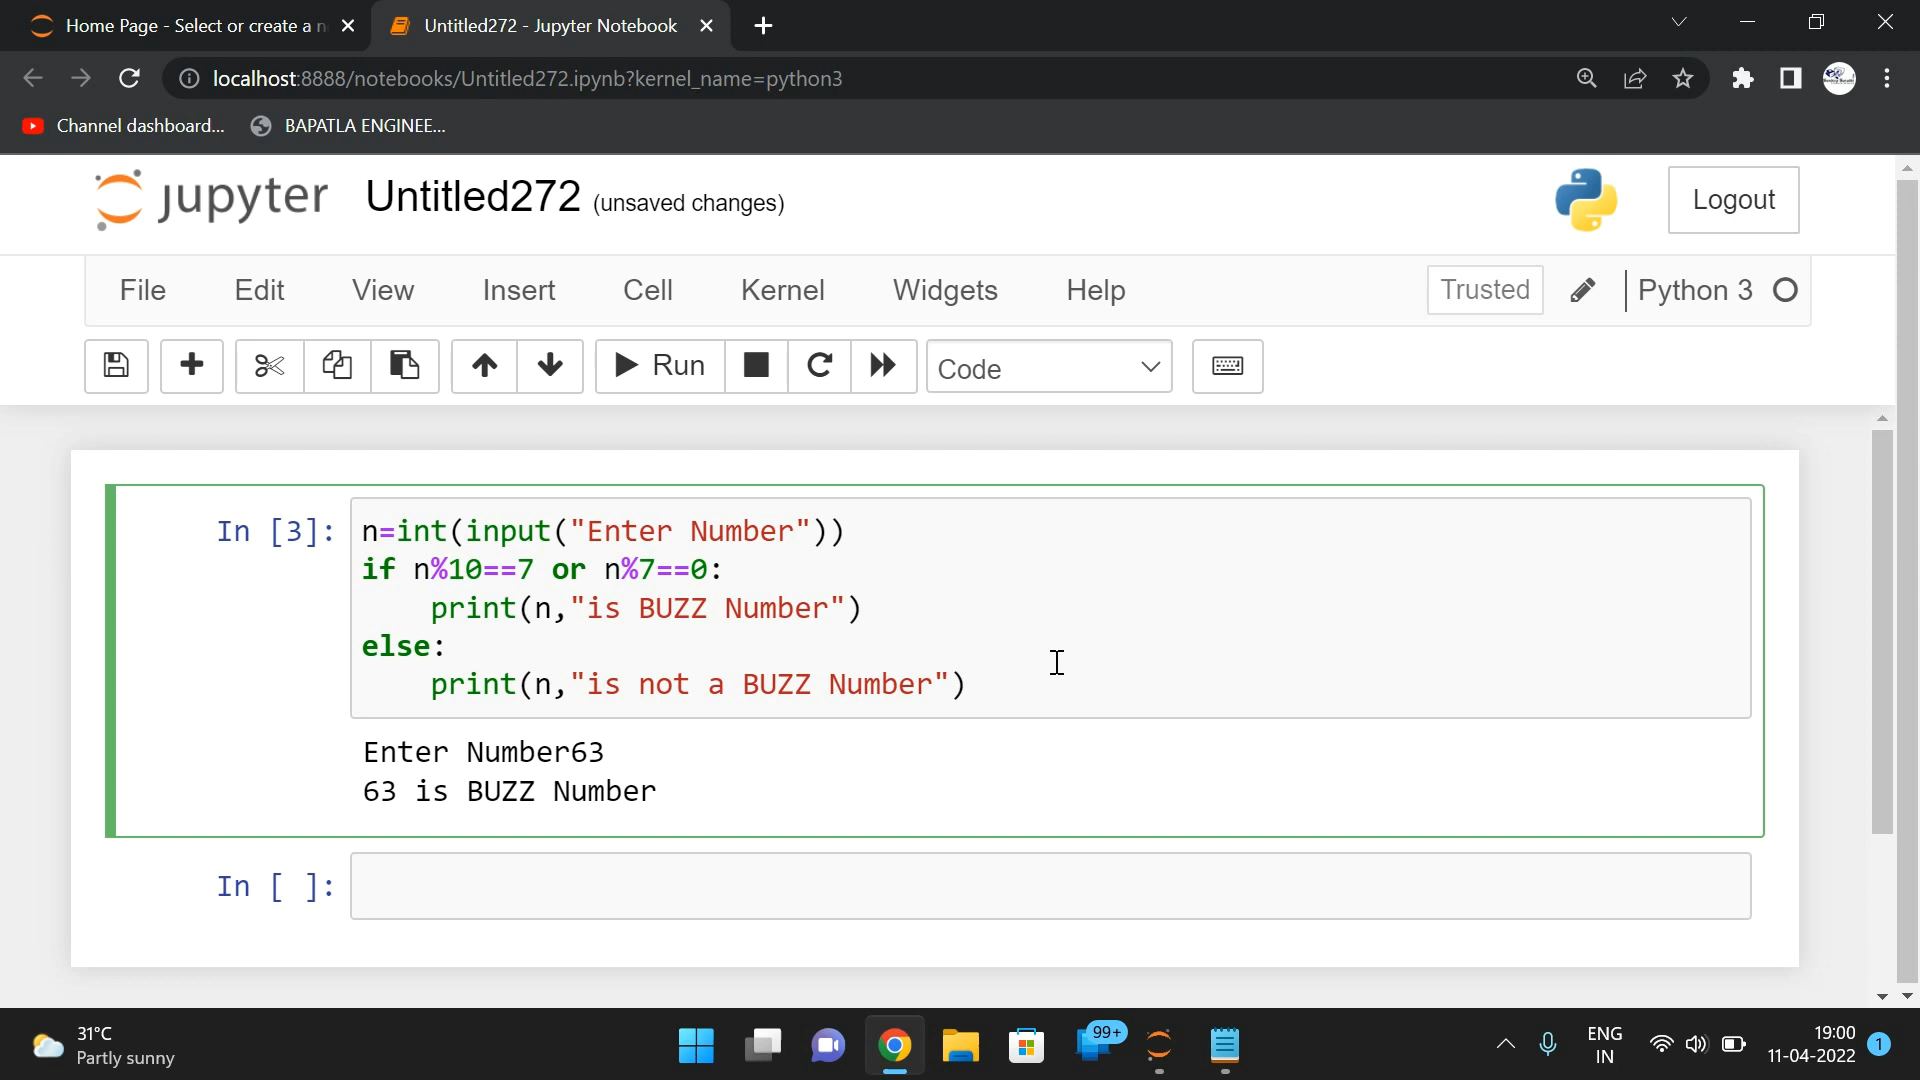 Home Page - Select or create a n
Untitled272 - Jupyter Notebook
localhost:8888/notebooks/Untitled272.ipynb?kernel_name=python3
Channel dashboard...
BAPATLA ENGINEE...
jupyter
Untitled272 (unsaved changes)
Logout
File Edit View Insert Cell Kernel Widgets Help
Trusted
Python 3
Run
Code
In [3]:
n=int(input("Enter Number"))
if n%10==7 or n%7==0:
    print(n,"is BUZZ Number")
else:
    print(n,"is not a BUZZ Number")
Enter Number63
63 is BUZZ Number
In [ ]:
31°C
Partly sunny
99+
ENG
IN
19:00
11-04-2022
1